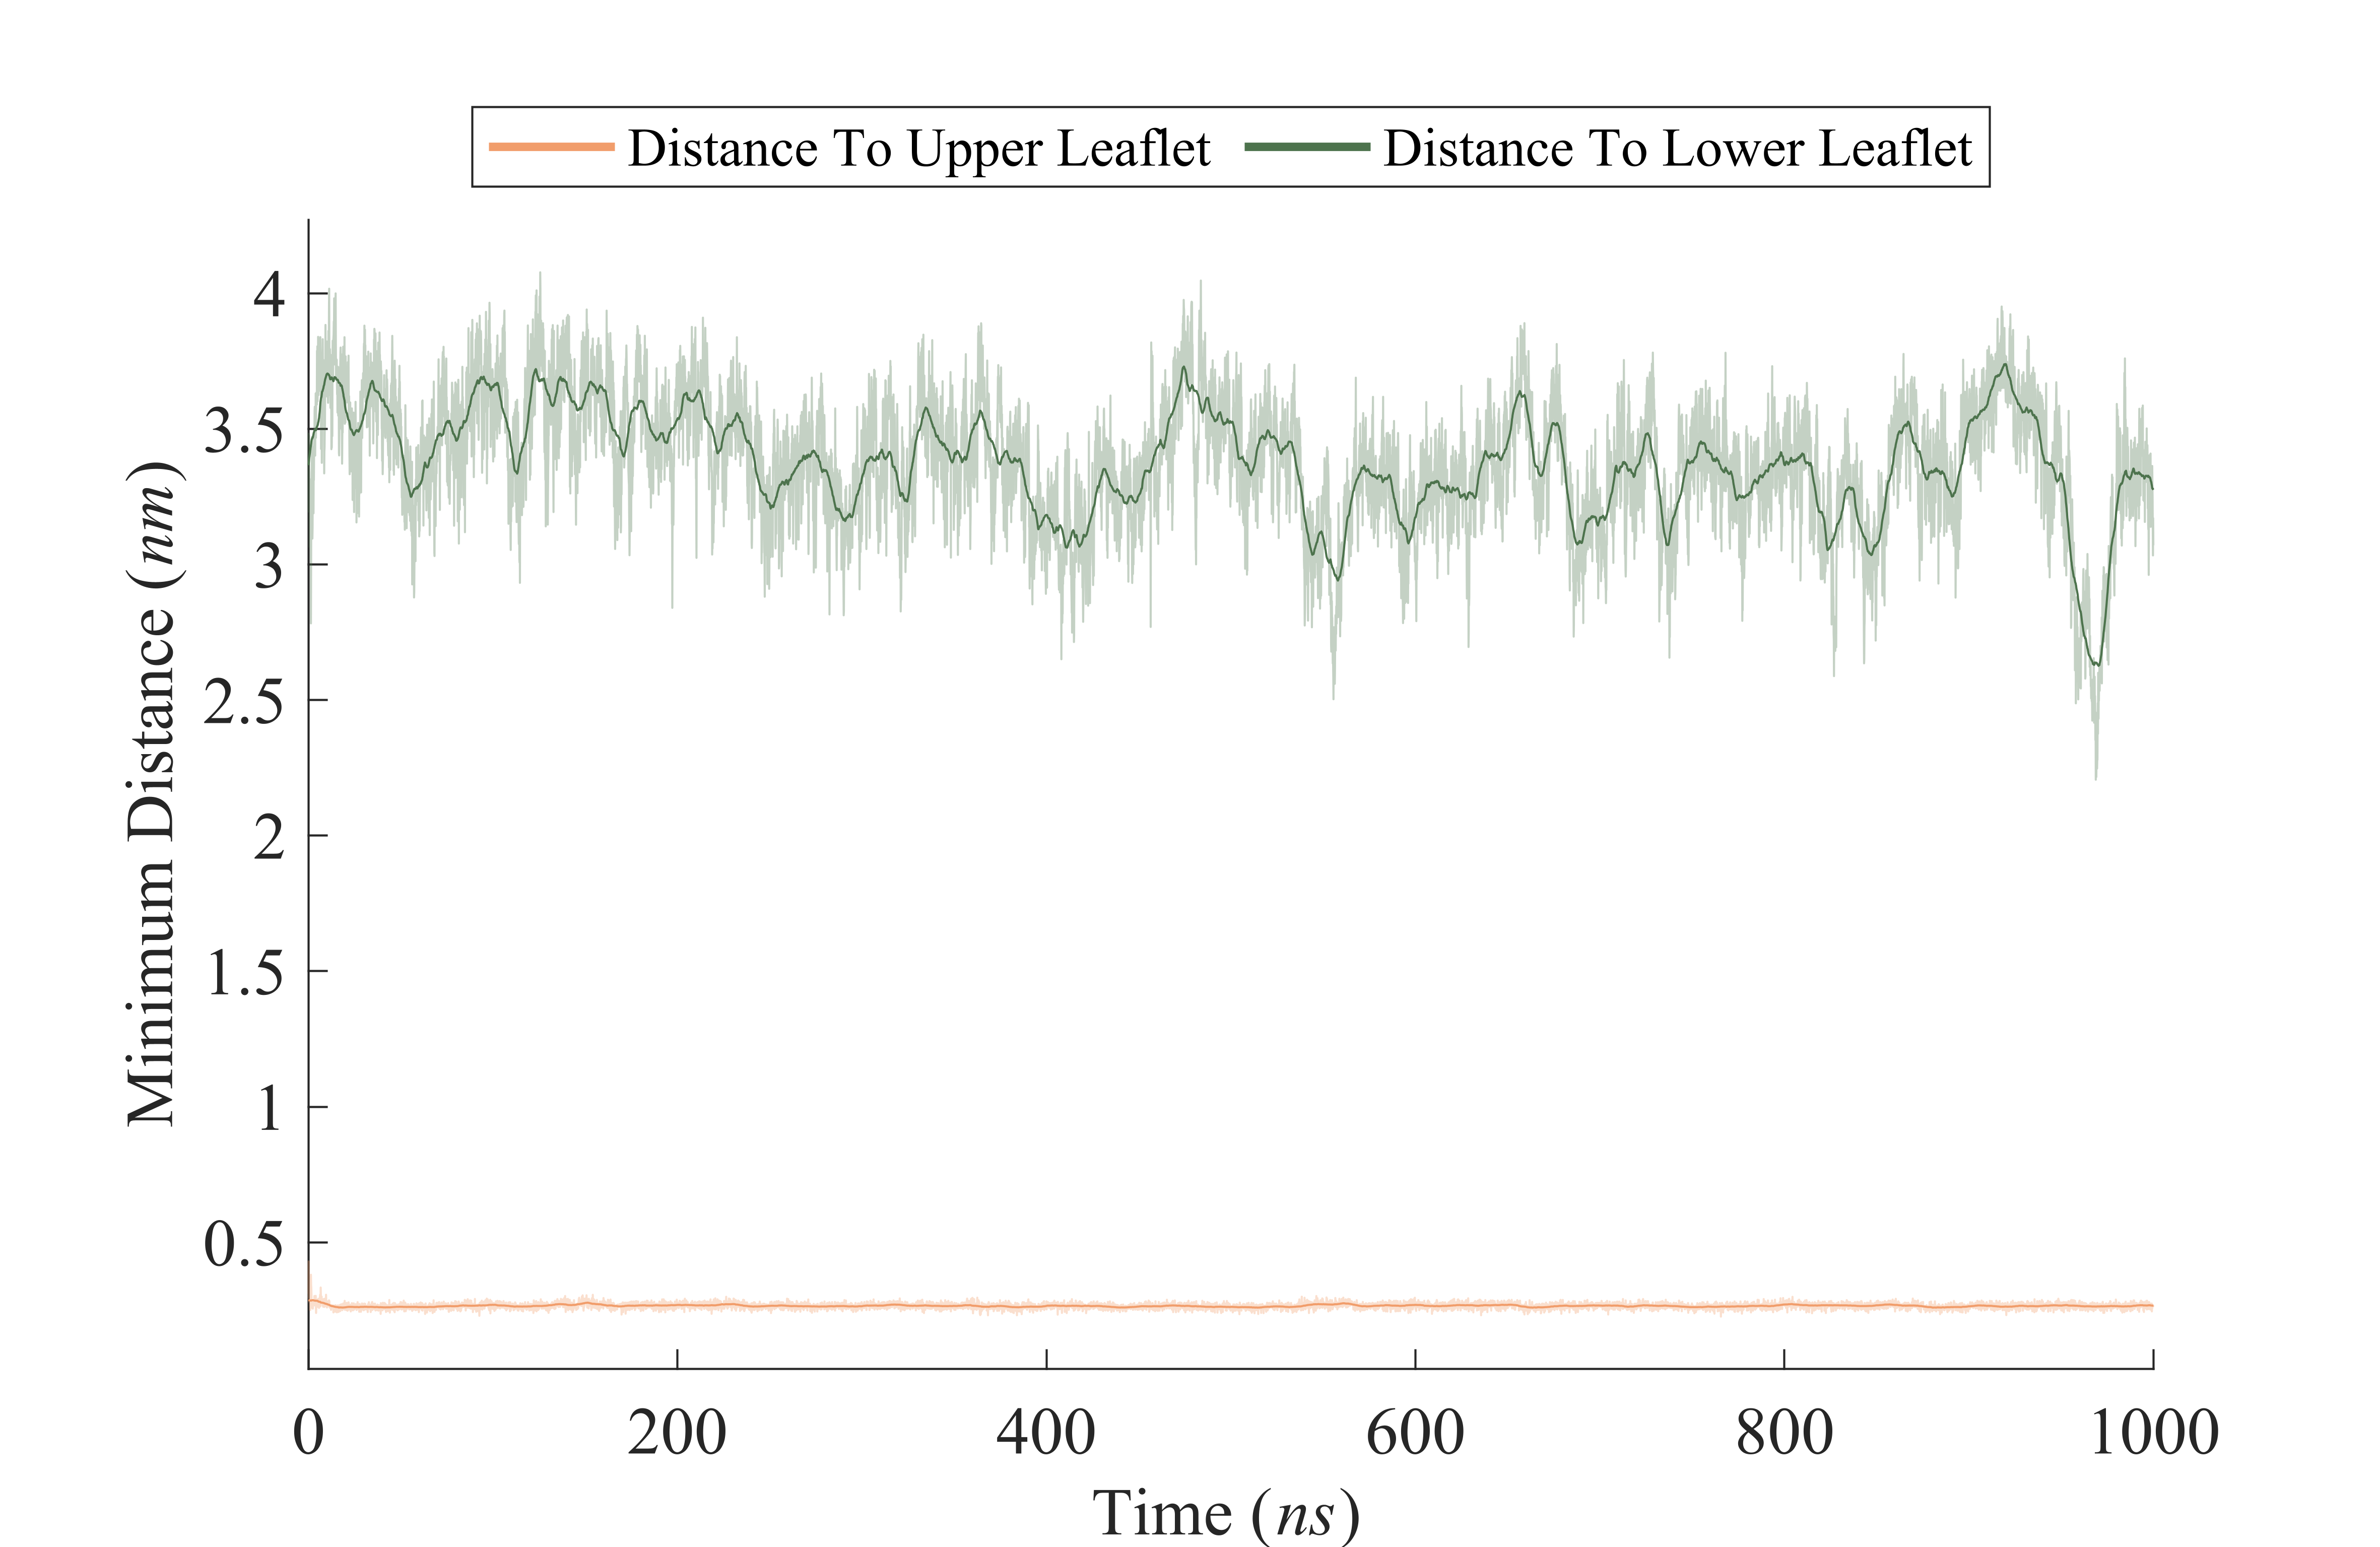 Distance To Upper Leaflet Distance To Lower Leaflet
Minimum Distance (nm)
4
3.5
3
2.5
2
1.5
1
0.5
0 200 400 600 800 1000
Time (ns)